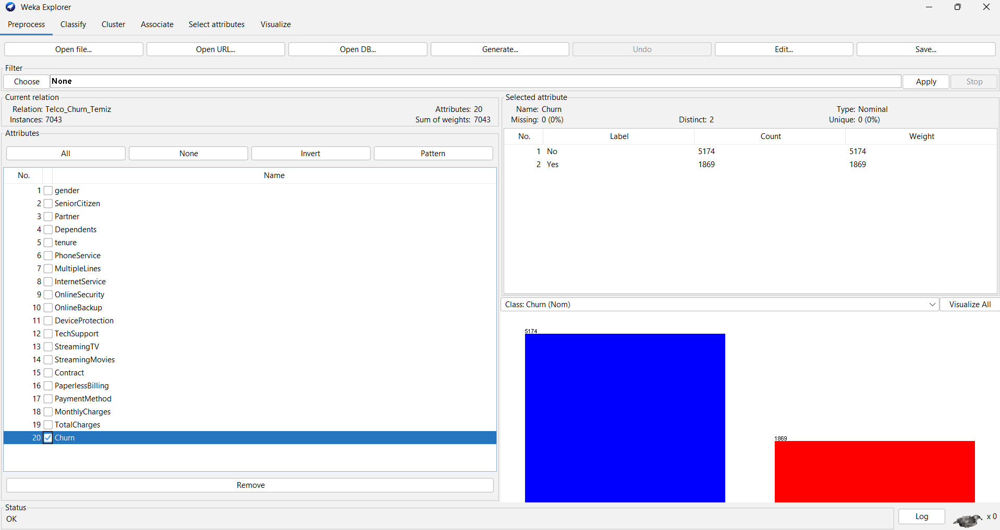 Weka Explorer
Preprocess Classify Cluster Associate Select attributes Visualize
Open file... Open URL... Open DB... Generate... Undo Edit... Save...
Filter
Choose None Apply Stop
Current relation
Relation: Telco_Churn_Temiz Attributes: 20
Instances: 7043 Sum of weights: 7043
Attributes
All None Invert Pattern
No. Name
1 gender
2 SeniorCitizen
3 Partner
4 Dependents
5 tenure
6 PhoneService
7 MultipleLines
8 InternetService
9 OnlineSecurity
10 OnlineBackup
11 DeviceProtection
12 TechSupport
13 StreamingTV
14 StreamingMovies
15 Contract
16 PaperlessBilling
17 PaymentMethod
18 MonthlyCharges
19 TotalCharges
20 Churn
Remove
Selected attribute
Name: Churn Type: Nominal
Missing: 0 (0%) Distinct: 2 Unique: 0 (0%)
No. Label Count Weight
1 No 5174 5174
2 Yes 1869 1869
Class: Churn (Nom) Visualize All
5174
1869
Status
OK
Log x 0